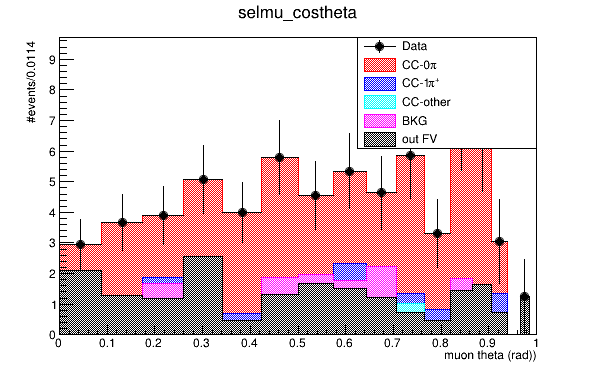 selmu_costheta
#events/0.0114
9
8
7
6
5
4
3
2
1
0
Data
CC-0π
CC-1π⁺
CC-other
BKG
out FV
0 0.1 0.2 0.3 0.4 0.5 0.6 0.7 0.8 0.9 1
muon theta (rad))